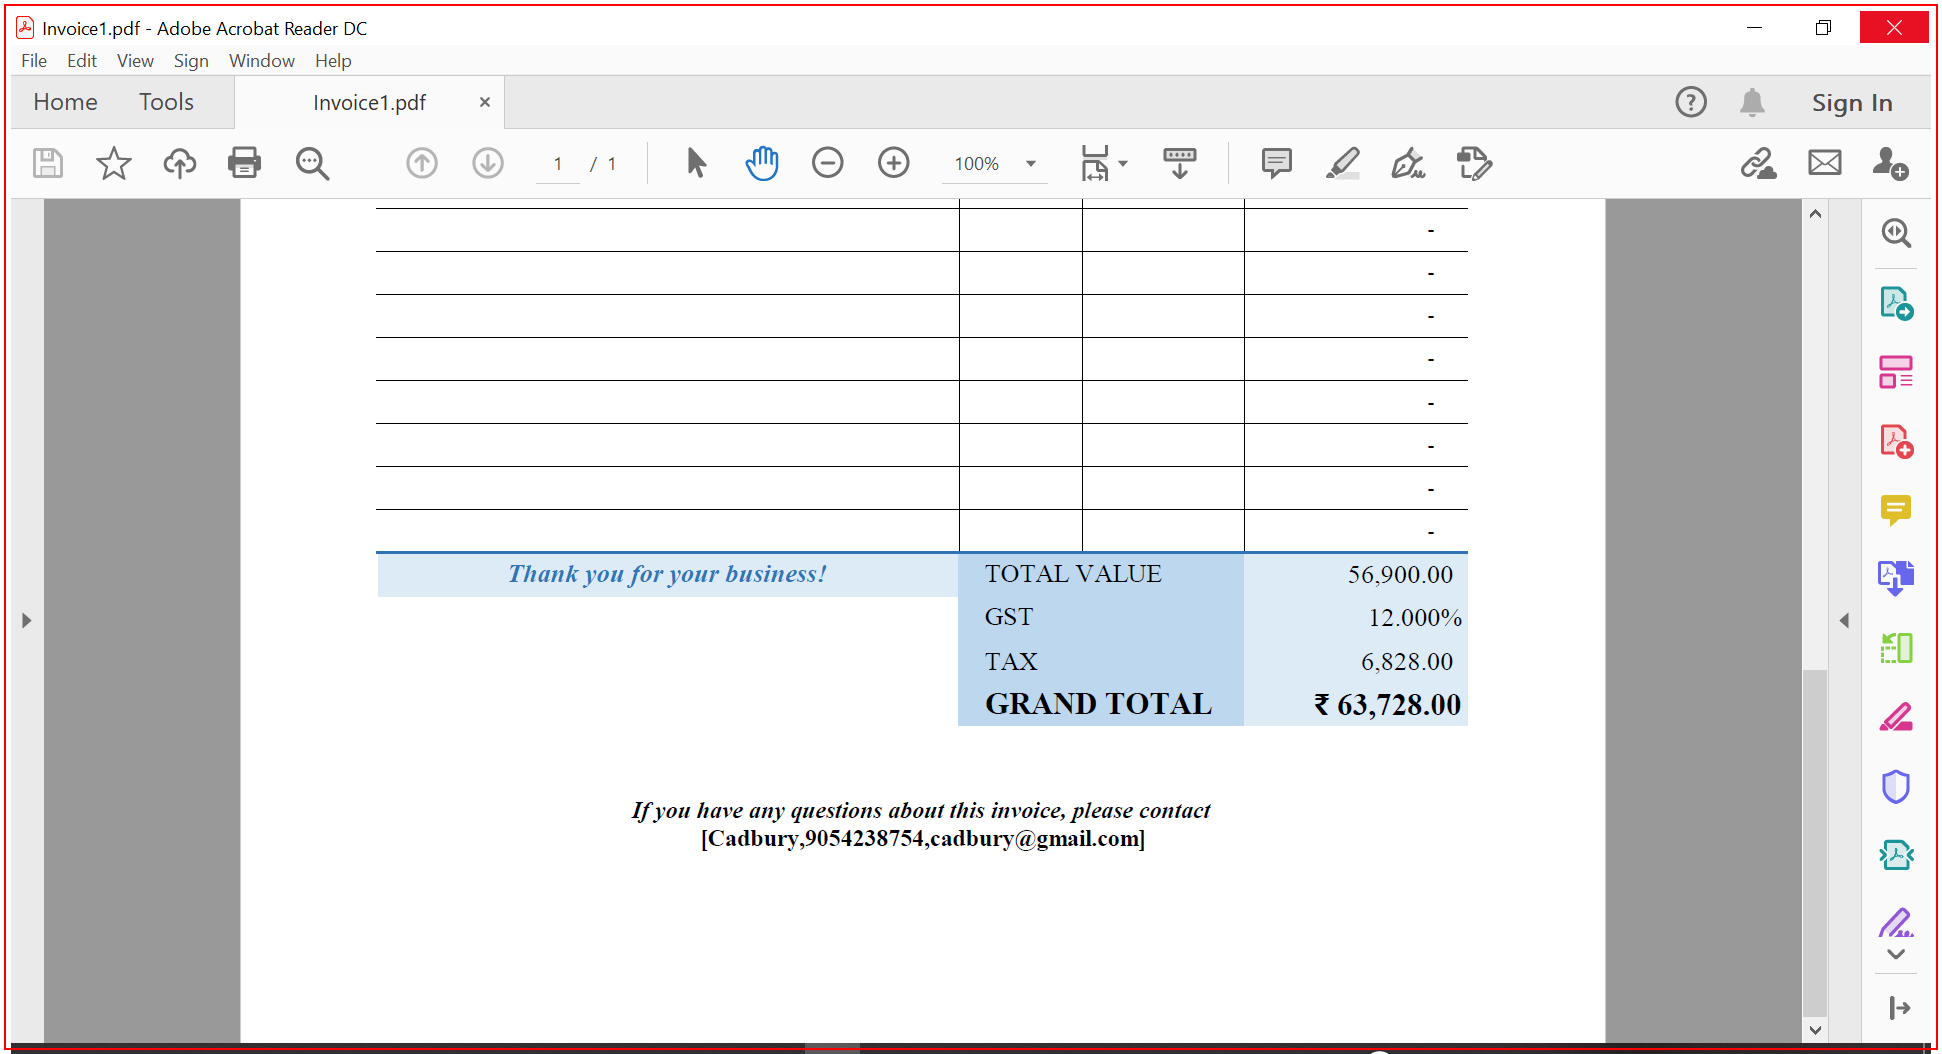 Invoice1.pdf - Adobe Acrobat Reader DC
File Edit View Sign Window Help
Home Tools Invoice1.pdf × ? Sign In
1 / 1 100%
-
-
-
-
-
-
-
-
Thank you for your business! TOTAL VALUE 56,900.00
GST 12.000%
TAX 6,828.00
GRAND TOTAL ₹ 63,728.00
If you have any questions about this invoice, please contact
[Cadbury,9054238754,cadbury@gmail.com]